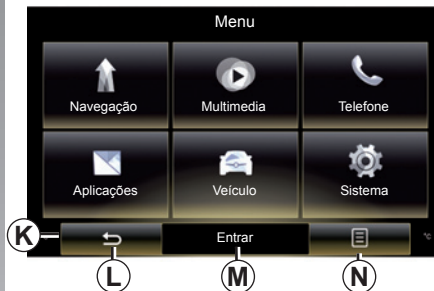 Menu
Navegação
Multimedia
Telefone
Aplicações
Veículo
Sistema
K
Entrar
°C
L
M
N